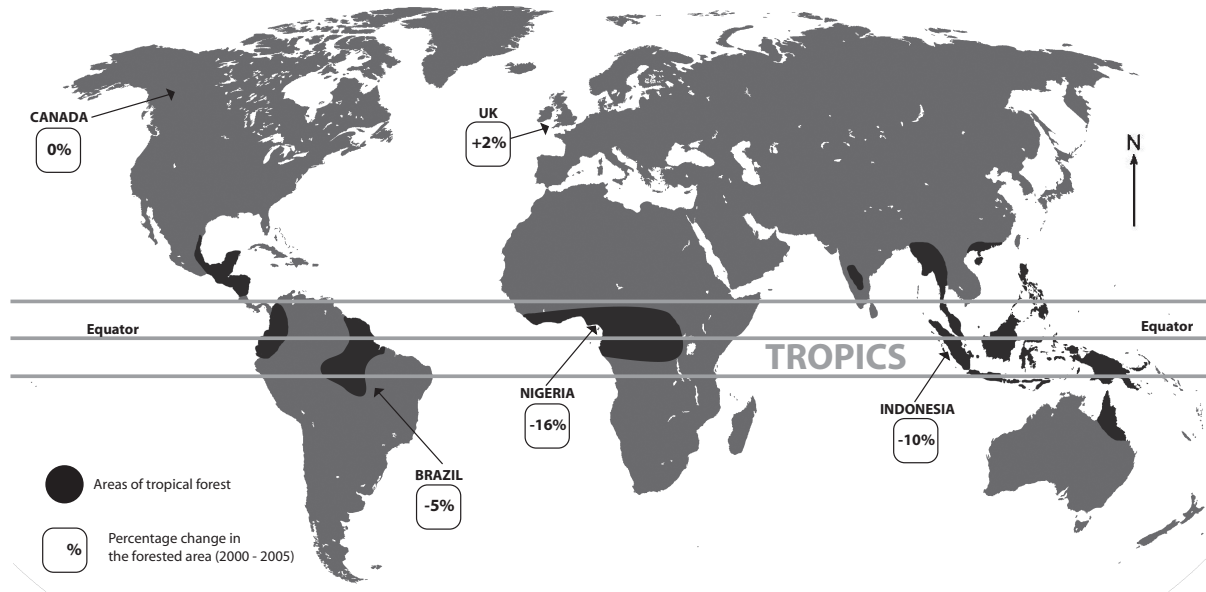 CANADA
0%
UK
+2%
N
Equator
Equator
TROPICS
NIGERIA
-16%
INDONESIA
-10%
BRAZIL
-5%
Areas of tropical forest
%
Percentage change in
the forested area (2000 - 2005)